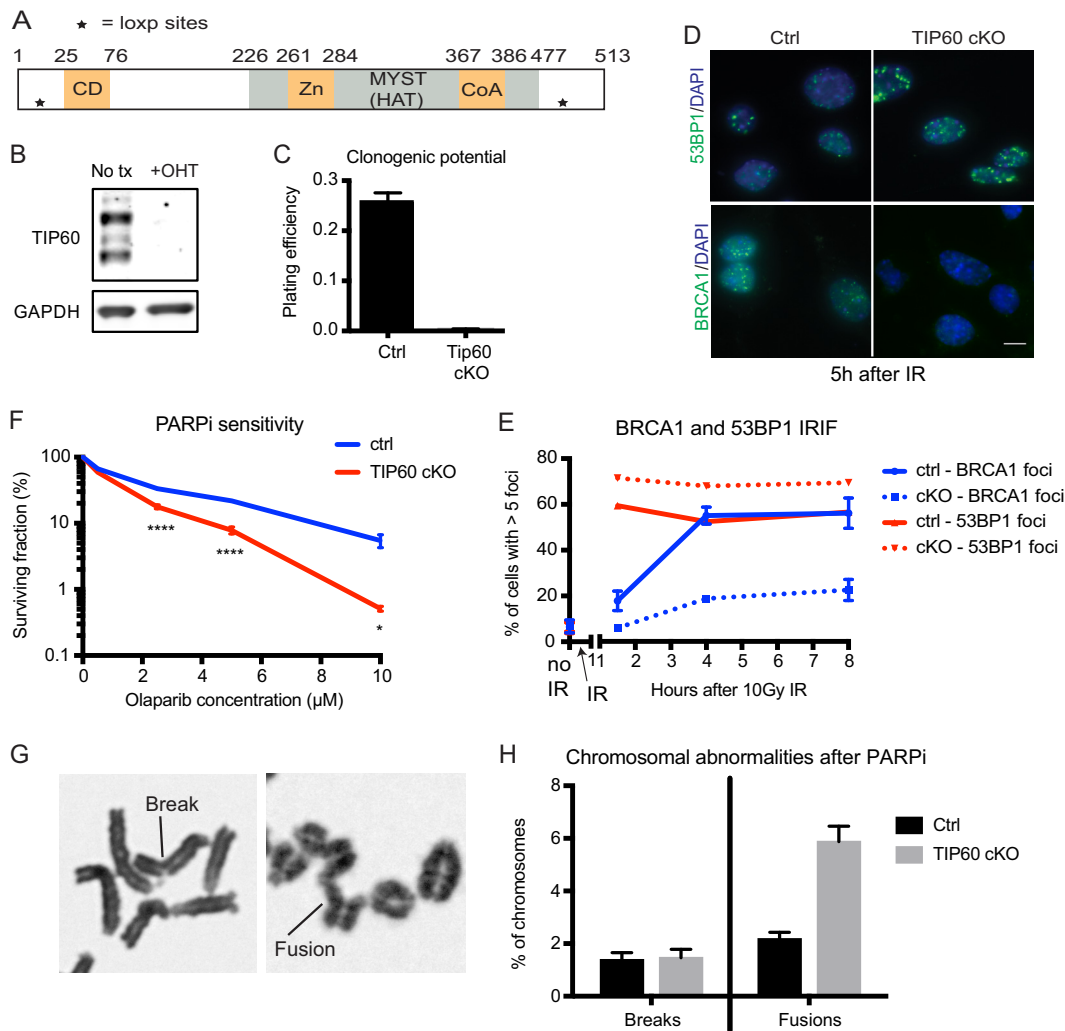 A
★ = loxp sites
1 25 76 226 261 284 367 386 477 513
CD
Zn
MYST
(HAT)
CoA
B
No tx +OHT
TIP60
GAPDH
C
Clonogenic potential
Plating efficiency
0.3
0.2
0.1
0.0
Ctrl
Tip60
cKO
D
Ctrl
TIP60 cKO
53BP1/DAPI
BRCA1/DAPI
5h after IR
F
PARPi sensitivity
ctrl
TIP60 cKO
Surviving fraction (%)
100
10
1
0.1
****
****
*
0 2 4 6 8 10
Olaparib concentration (µM)
E
BRCA1 and 53BP1 IRIF
ctrl - BRCA1 foci
cKO - BRCA1 foci
ctrl - 53BP1 foci
cKO - 53BP1 foci
% of cells with > 5 foci
80
60
40
20
0
no
IR
IR
11 2 4 6 8
Hours after 10Gy IR
G
Break
Fusion
H
Chromosomal abnormalities after PARPi
Ctrl
TIP60 cKO
% of chromosomes
8
6
4
2
0
Breaks
Fusions